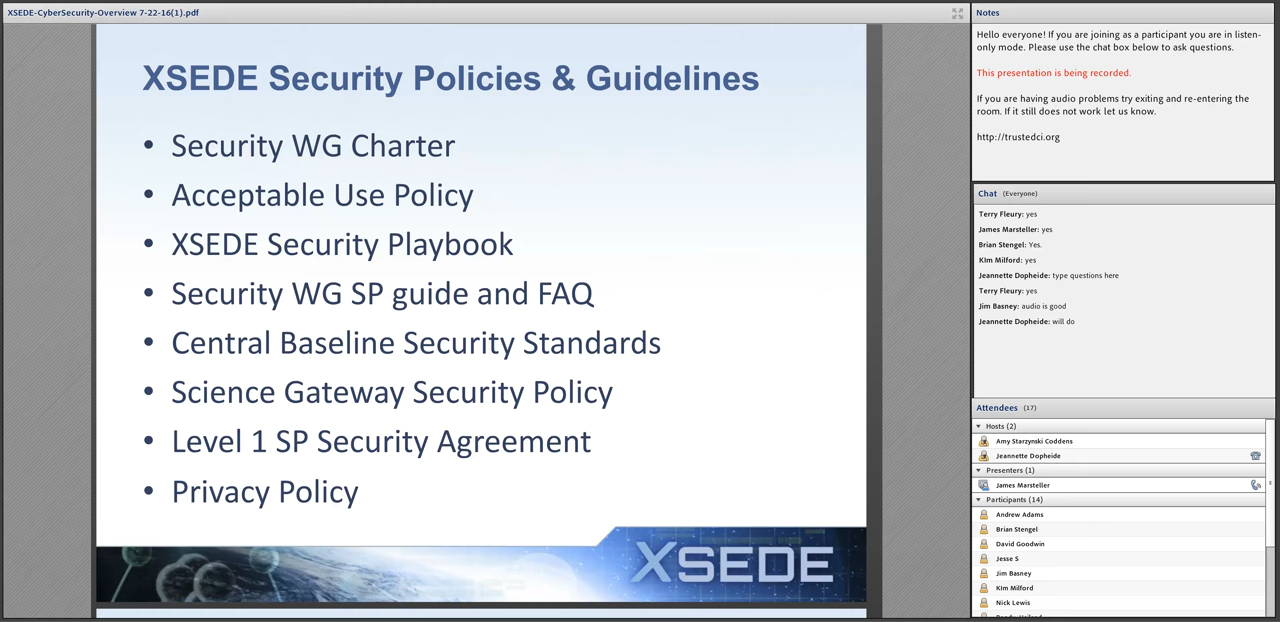 XSEDE-CyberSecurity-Overview 7-22-16(1).pdf
XSEDE Security Policies & Guidelines
• Security WG Charter
• Acceptable Use Policy
• XSEDE Security Playbook
• Security WG SP guide and FAQ
• Central Baseline Security Standards
• Science Gateway Security Policy
• Level 1 SP Security Agreement
• Privacy Policy
XSEDE
Notes
Hello everyone! If you are joining as a participant you are in listen-
only mode. Please use the chat box below to ask questions.
This presentation is being recorded.
If you are having audio problems try exiting and re-entering the
room. If it still does not work let us know.
http://trustedci.org
Chat (Everyone)
Terry Fleury: yes
James Marsteller: yes
Brian Stengel: Yes.
KIm Milford: yes
Jeannette Dopheide: type questions here
Terry Fleury: yes
Jim Basney: audio is good
Jeannette Dopheide: will do
Attendees (17)
Hosts (2)
Amy Starzynski Coddens
Jeannette Dopheide
Presenters (1)
James Marsteller
Participants (14)
Andrew Adams
Brian Stengel
David Goodwin
Jesse S
Jim Basney
KIm Milford
Nick Lewis